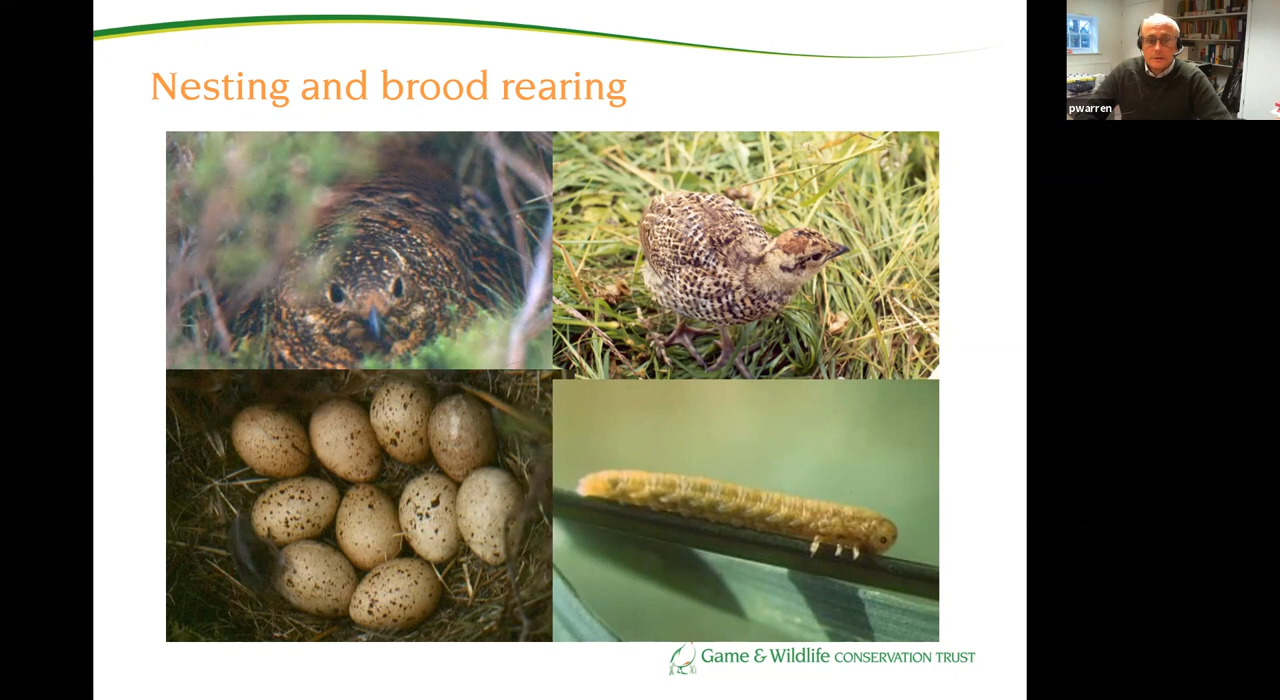 Nesting and brood rearing
pwarren
Game & Wildlife CONSERVATION TRUST